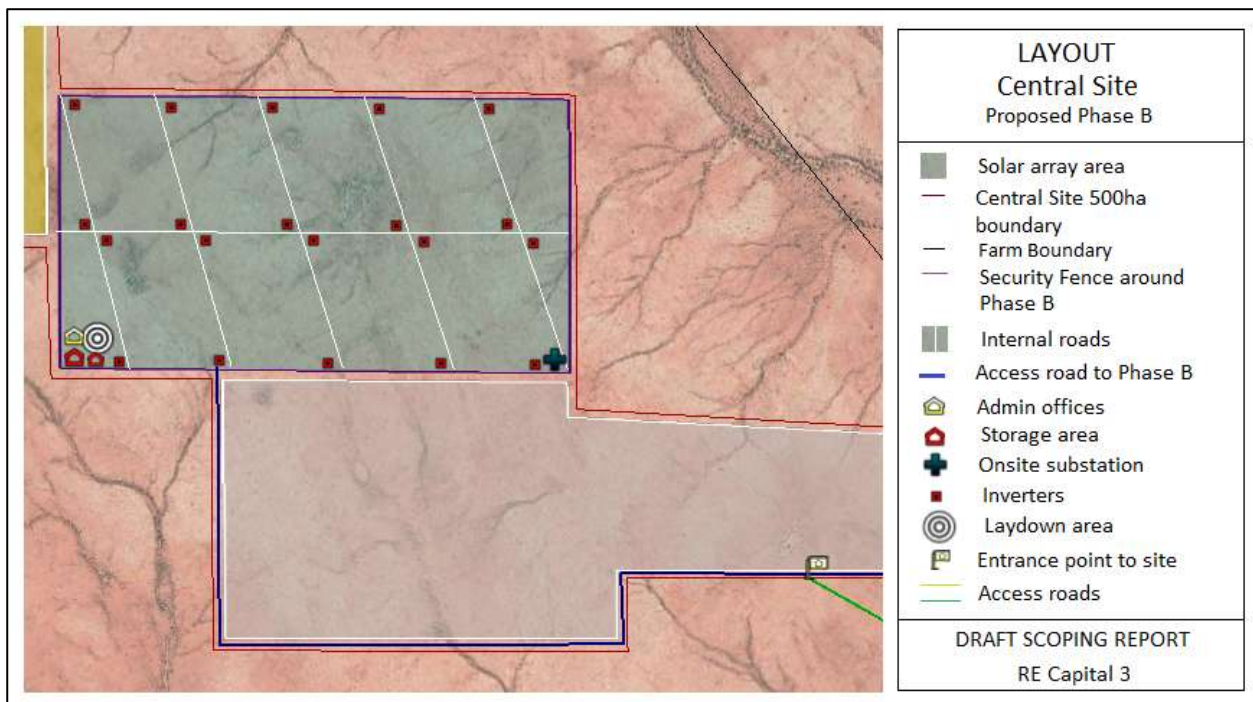 LAYOUT
Central Site
Proposed Phase B
Solar array area
Central Site 500ha
boundary
Farm Boundary
Security Fence around
Phase B
Internal roads
Access road to Phase B
Admin offices
Storage area
Onsite substation
Inverters
Laydown area
Entrance point to site
Access roads
DRAFT SCOPING REPORT
RE Capital 3